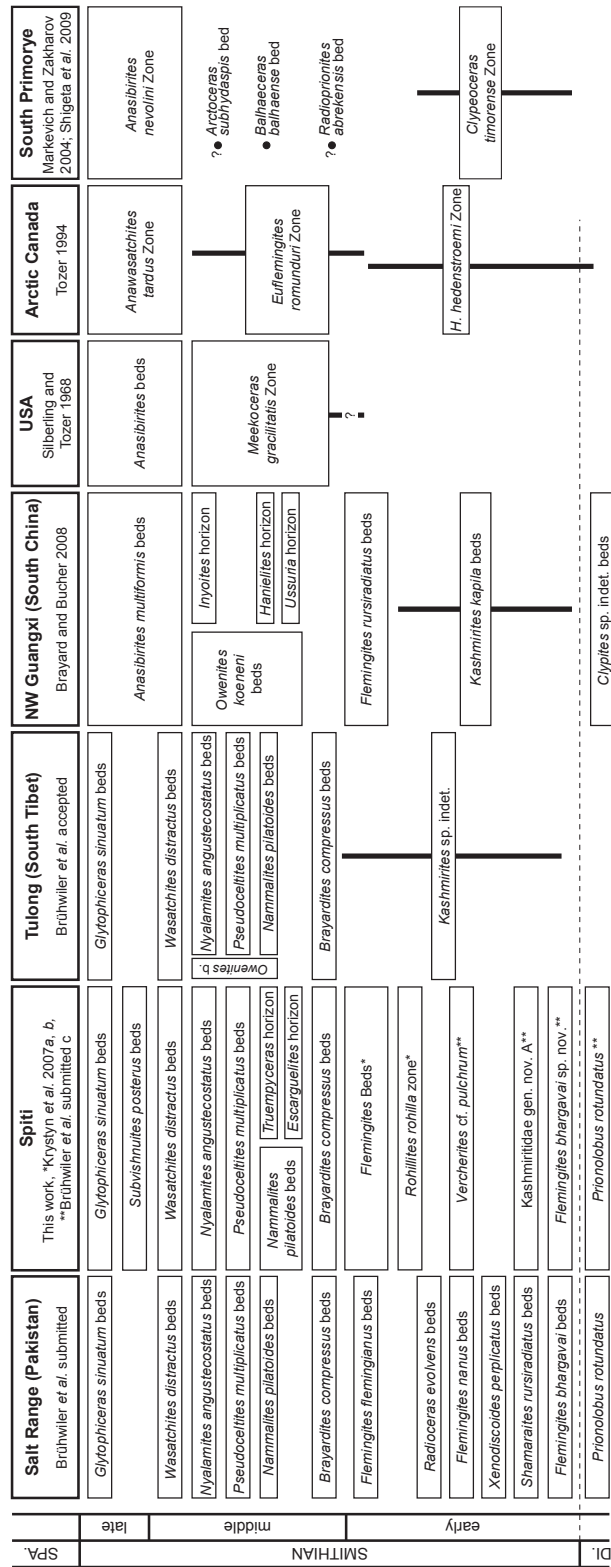 SPA.
SMITHIAN
DI.
late
middle
early
Salt Range (Pakistan)
Brühwiler et al. submitted
Glytophiceras sinuatum beds
Wasatchites distractus beds
Nyalamites angustecostatus beds
Pseudoceltites multiplicatus beds
Nammalites pilatoides beds
Brayardites compressus beds
Flemingites flemingianus beds
Radioceras evolvens beds
Flemingites nanus beds
Xenodiscoides perplicatus beds
Shamaraites rursiradiatus beds
Flemingites bhargavai beds
Prionolobus rotundatus
Spiti
This work, *Krystyn et al. 2007a, b,
**Brühwiler et al. submitted c
Glytophiceras sinuatum beds
Subvishnuites posterus beds
Wasatchites distractus beds
Nyalamites angustecostatus beds
Pseudoceltites multiplicatus beds
Nammalites
pilatoides beds
Truempyceras horizon
Escarguelites horizon
Brayardites compressus beds
Flemingites Beds*
Rohillites rohilla zone*
Vercherites cf. pulchrum**
Kashmiritidae gen. nov. A**
Flemingites bhargavai sp. nov.**
Prionolobus rotundatus **
Tulong (South Tibet)
Brühwiler et al. accepted
Glytophiceras sinuatum beds
Wasatchites distractus beds
Owenites b.
Nyalamites angustecostatus beds
Pseudoceltites multiplicatus beds
Nammalites pilatoides beds
Brayardites compressus beds
Kashmirites sp. indet.
NW Guangxi (South China)
Brayard and Bucher 2008
Anasibirites multiformis beds
Owenites
koeneni
beds
Inyoites horizon
Hanielites horizon
Ussuria horizon
Flemingites rursiradiatus beds
Kashmirites kapila beds
Clypites sp. indet. beds
USA
Silberling and
Tozer 1968
Anasibirites beds
Meekoceras
gracilitatis Zone
?
Arctic Canada
Tozer 1994
Anawasatchites
tardus Zone
Euflemingites
romunduri Zone
H. hedenstroemi Zone
South Primorye
Markevich and Zakharov
2004; Shigeta et al. 2009
Anasibirites
nevolini Zone
?● Arctoceras
subhydaspis bed
● Balhaeceras
balhaense bed
?● Radioprionites
abrekensis bed
Clypeoceras
timorense Zone